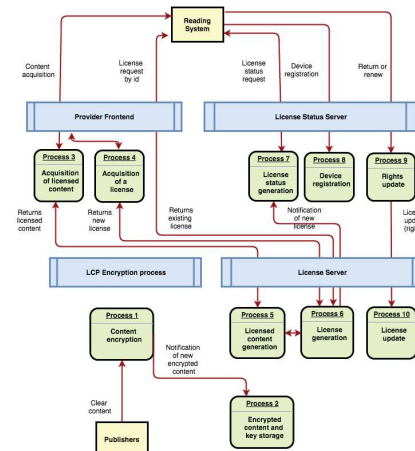 Reading
System
Content
acquisition
License
request
by id
License
status
request
Device
registration
Return or
renew
Provider Frontend
License Status Server
Process 3
Acquisition
of licensed
content
Process 4
Acquisition
of a
license
Process 7
License
status
generation
Process 8
Device
registration
Process 9
Rights
update
Returns
licensed
content
Returns
new
license
Returns
existing
license
Notification
of new
license
upd
LCP Encryption process
License Server
Process 1
Content
encryption
Process 5
Licensed
content
generation
Process 6
License
generation
Process 10
License
update
Notification
of new
encrypted
content
Clear
content
Process 2
Encrypted
content and
key storage
Publishers